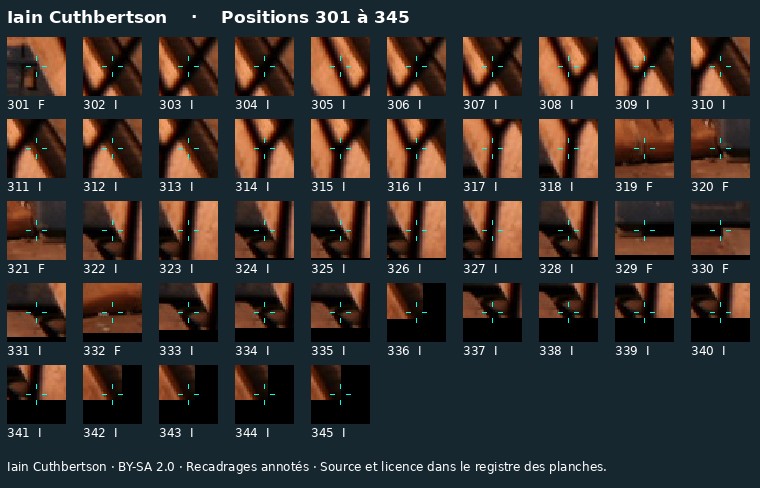 Iain Cuthbertson · Positions 301 à 345
301 F 302 I 303 I 304 I 305 I 306 I 307 I 308 I 309 I 310 I
311 I 312 I 313 I 314 I 315 I 316 I 317 I 318 I 319 F 320 F
321 F 322 I 323 I 324 I 325 I 326 I 327 I 328 I 329 F 330 F
331 I 332 F 333 I 334 I 335 I 336 I 337 I 338 I 339 I 340 I
341 I 342 I 343 I 344 I 345 I
Iain Cuthbertson · BY-SA 2.0 · Recadrages annotés · Source et licence dans le registre des planches.